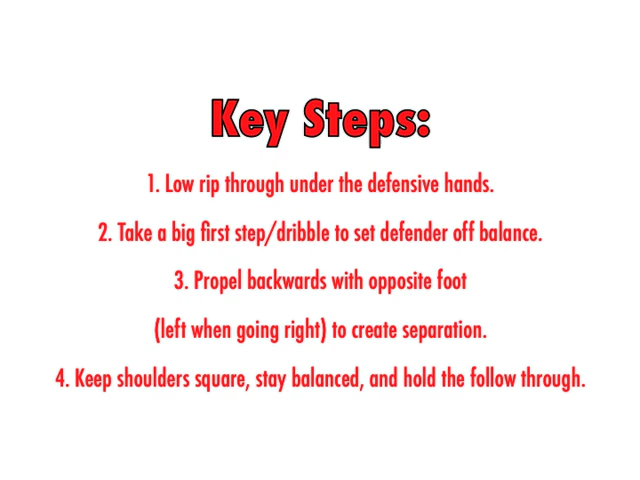 Key Steps:
1. Low rip through under the defensive hands.
2. Take a big first step/dribble to set defender off balance.
3. Propel backwards with opposite foot
(left when going right) to create separation.
4. Keep shoulders square, stay balanced, and hold the follow through.